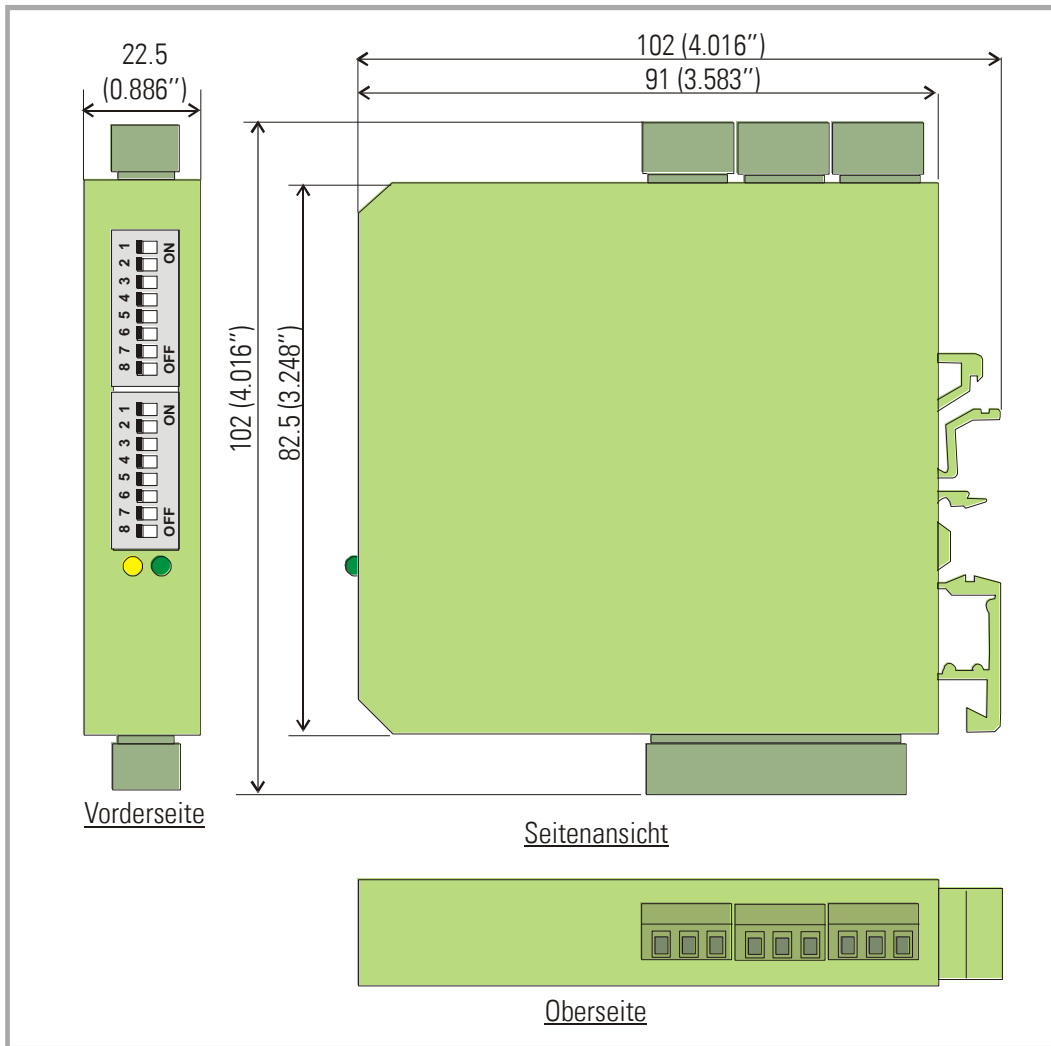 22.5
(0.886″)
102 (4.016″)
91 (3.583″)
1 2 3 4 5 6 7 8
ON
OFF
1 2 3 4 5 6 7 8
ON
OFF
102 (4.016″)
82.5 (3.248″)
Vorderseite
Seitenansicht
Oberseite